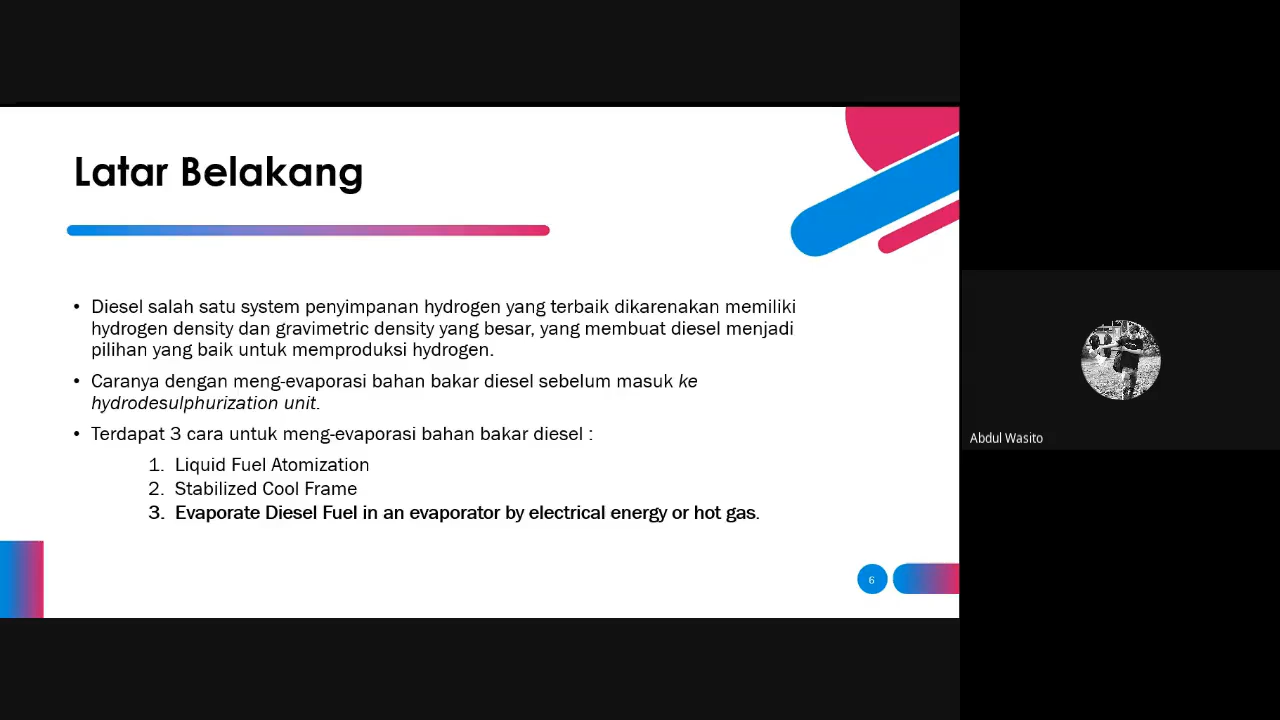 Latar Belakang
• Diesel salah satu system penyimpanan hydrogen yang terbaik dikarenakan memiliki
hydrogen density dan gravimetric density yang besar, yang membuat diesel menjadi
pilihan yang baik untuk memproduksi hydrogen.
• Caranya dengan meng-evaporasi bahan bakar diesel sebelum masuk ke
hydrodesulphurization unit.
• Terdapat 3 cara untuk meng-evaporasi bahan bakar diesel :
1. Liquid Fuel Atomization
2. Stabilized Cool Frame
3. Evaporate Diesel Fuel in an evaporator by electrical energy or hot gas.
6
Abdul Wasito